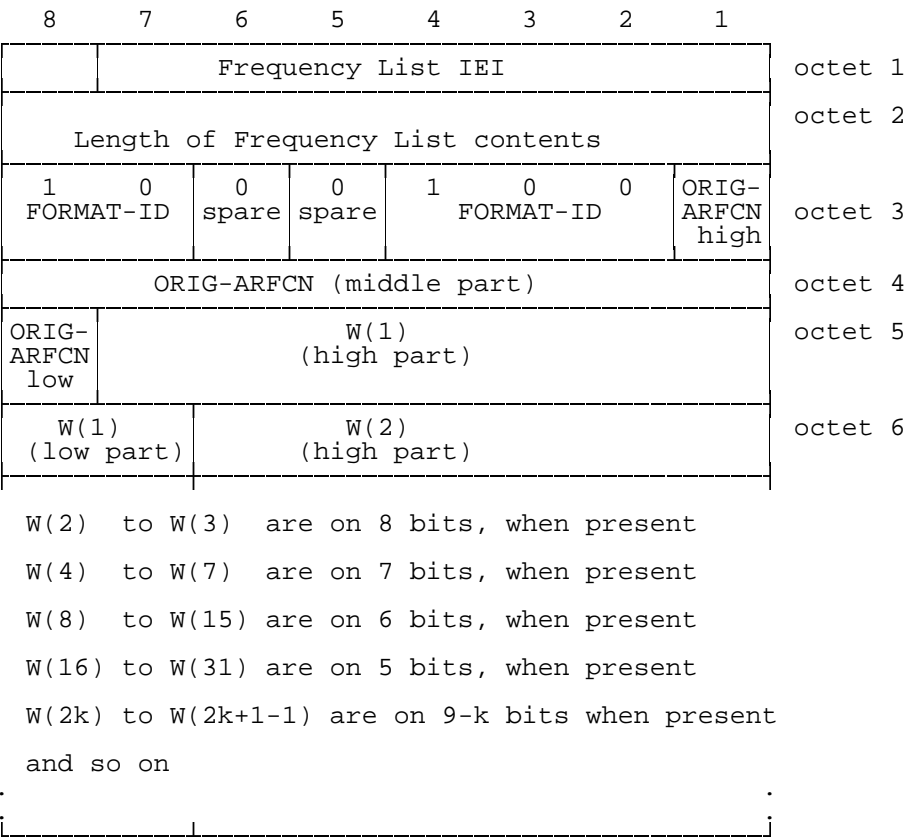 8 7 6 5 4 3 2 1
Frequency List IEI octet 1
octet 2
Length of Frequency List contents
1 0 0 0 1 0 0 ORIG-
FORMAT-ID spare spare FORMAT-ID ARFCN octet 3
high
ORIG-ARFCN (middle part) octet 4
ORIG- W(1) octet 5
ARFCN (high part)
low
W(1) W(2) octet 6
(low part) (high part)
W(2) to W(3) are on 8 bits, when present
W(4) to W(7) are on 7 bits, when present
W(8) to W(15) are on 6 bits, when present
W(16) to W(31) are on 5 bits, when present
W(2k) to W(2k+1-1) are on 9-k bits when present
and so on